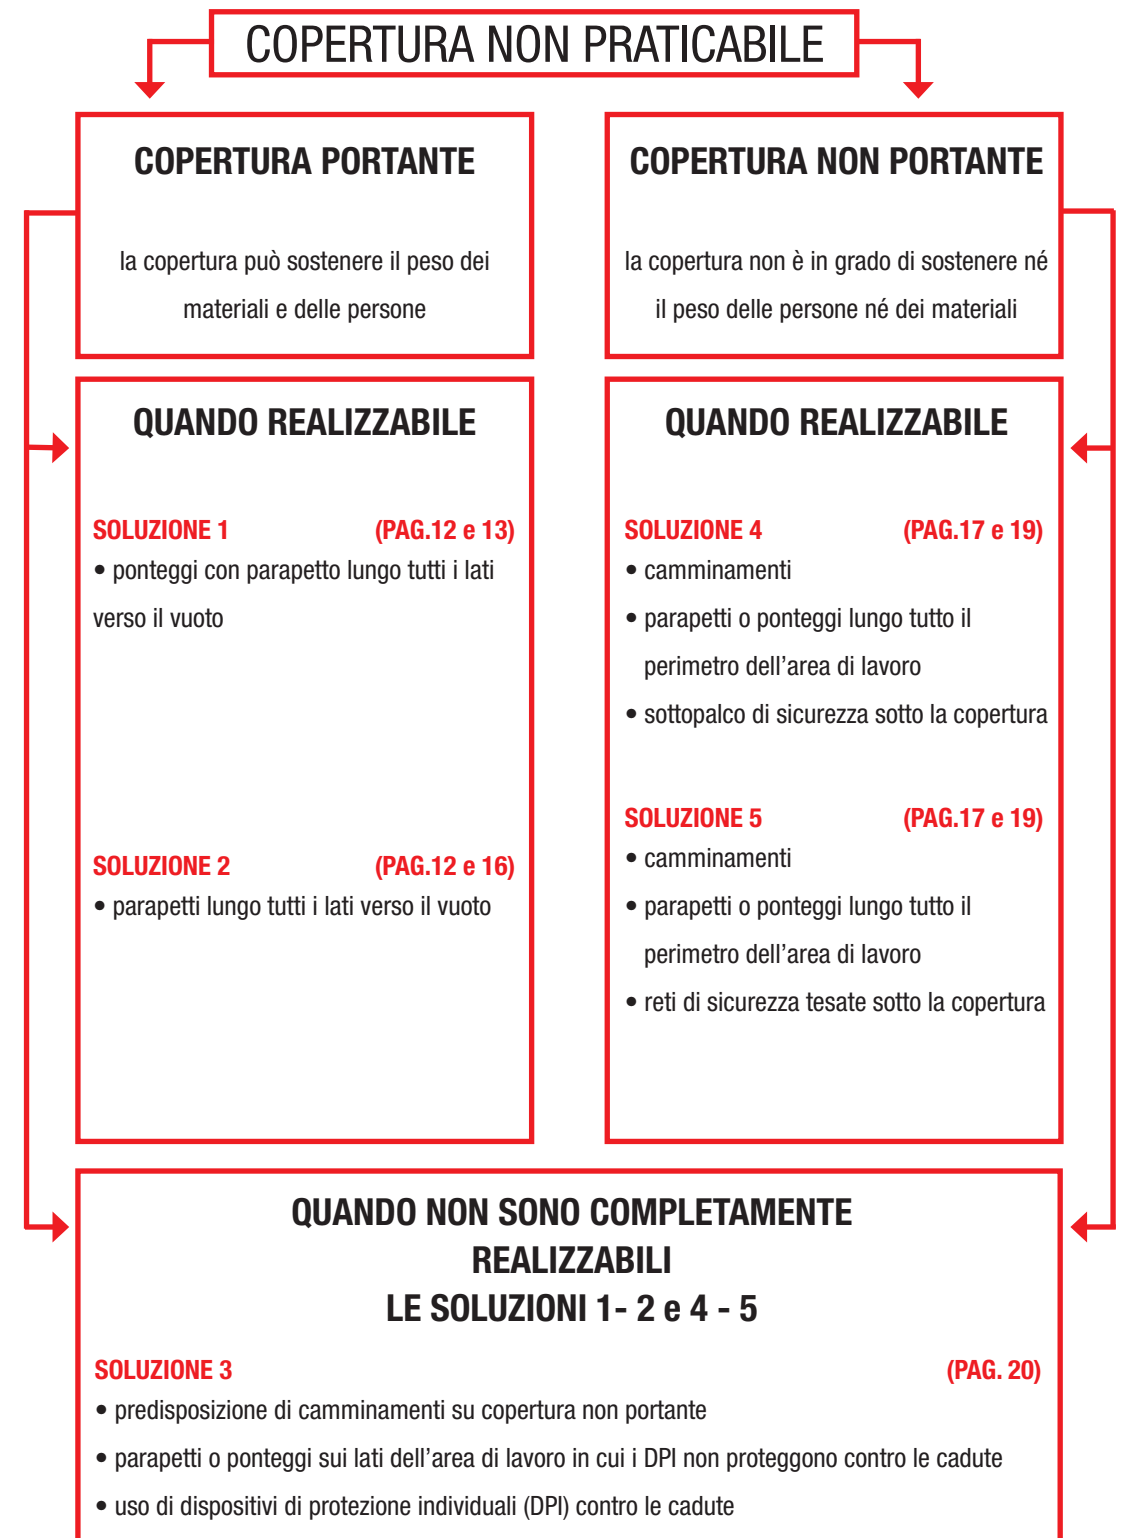 COPERTURA NON PRATICABILE
COPERTURA PORTANTE
la copertura può sostenere il peso dei
materiali e delle persone
COPERTURA NON PORTANTE
la copertura non è in grado di sostenere né
il peso delle persone né dei materiali
QUANDO REALIZZABILE
SOLUZIONE 1 (PAG.12 e 13)
• ponteggi con parapetto lungo tutti i lati
verso il vuoto
SOLUZIONE 2 (PAG.12 e 16)
• parapetti lungo tutti i lati verso il vuoto
QUANDO REALIZZABILE
SOLUZIONE 4 (PAG.17 e 19)
• camminamenti
• parapetti o ponteggi lungo tutto il
perimetro dell'area di lavoro
• sottopalco di sicurezza sotto la copertura
SOLUZIONE 5 (PAG.17 e 19)
• camminamenti
• parapetti o ponteggi lungo tutto il
perimetro dell'area di lavoro
• reti di sicurezza tesate sotto la copertura
QUANDO NON SONO COMPLETAMENTE
REALIZZABILI
LE SOLUZIONI 1- 2 e 4 - 5
SOLUZIONE 3 (PAG. 20)
• predisposizione di camminamenti su copertura non portante
• parapetti o ponteggi sui lati dell'area di lavoro in cui i DPI non proteggono contro le cadute
• uso di dispositivi di protezione individuali (DPI) contro le cadute